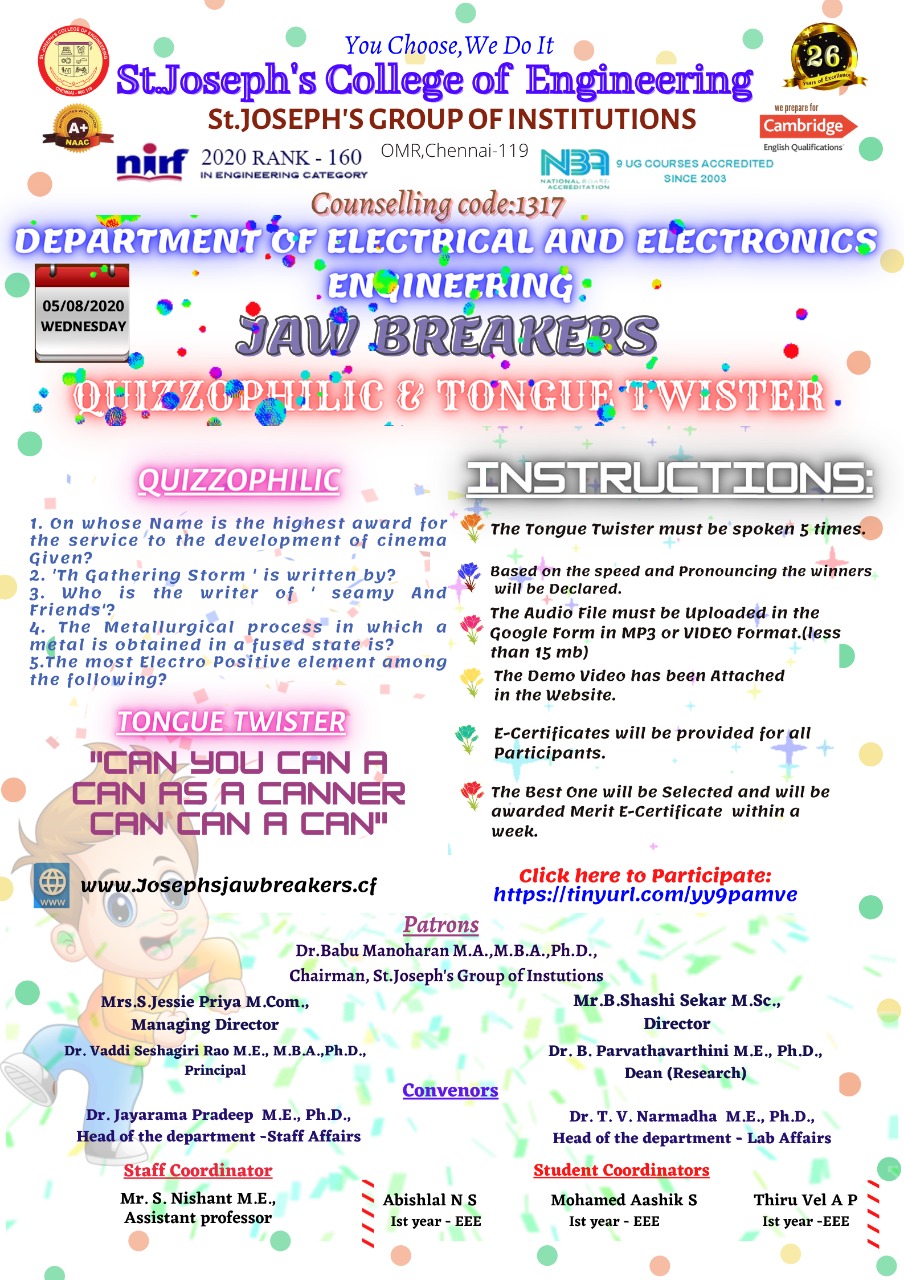 You Choose,We Do It
St.Joseph's College of Engineering
St.JOSEPH'S GROUP OF INSTITUTIONS
OMR,Chennai-119
26
Years of Excellence
A+
NAAC
we prepare for
Cambridge
English Qualifications
nirf
2020 RANK - 160
IN ENGINEERING CATEGORY
NBA
NATIONAL BOARD
ACCREDITATION
9 UG COURSES ACCREDITED
SINCE 2003
Counselling code:1317
DEPARTMENT OF ELECTRICAL AND ELECTRONICS
ENGINEERING
05/08/2020
WEDNESDAY
JAW BREAKERS
QUIZZOPHILIC & TONGUE TWISTER
QUIZZOPHILIC
1. On whose Name is the highest award for
the service to the development of cinema
Given?
2. 'Th Gathering Storm ' is written by?
3. Who is the writer of ' seamy And
Friends'?
4. The Metallurgical process in which a
metal is obtained in a fused state is?
5.The most Electro Positive element among
the following?
TONGUE TWISTER
"CAN YOU CAN A
CAN AS A CANNER
CAN CAN A CAN"
WWW
www.Josephsjawbreakers.cf
INSTRUCTIONS:
The Tongue Twister must be spoken 5 times.
Based on the speed and Pronouncing the winners
will be Declared.
The Audio File must be Uploaded in the
Google Form in MP3 or VIDEO Format.(less
than 15 mb)
The Demo Video has been Attached
in the Website.
E-Certificates will be provided for all
Participants.
The Best One will be Selected and will be
awarded Merit E-Certificate within a
week.
Click here to Participate:
https://tinyurl.com/yy9pamve
Patrons
Dr.Babu Manoharan M.A.,M.B.A.,Ph.D.,
Chairman, St.Joseph's Group of Instutions
Mrs.S.Jessie Priya M.Com.,
Managing Director
Mr.B.Shashi Sekar M.Sc.,
Director
Dr. Vaddi Seshagiri Rao M.E., M.B.A.,Ph.D.,
Principal
Dr. B. Parvathavarthini M.E., Ph.D.,
Dean (Research)
Convenors
Dr. Jayarama Pradeep M.E., Ph.D.,
Head of the department -Staff Affairs
Dr. T. V. Narmadha M.E., Ph.D.,
Head of the department - Lab Affairs
Staff Coordinator
Mr. S. Nishant M.E.,
Assistant professor
Student Coordinators
Abishlal N S
Ist year - EEE
Mohamed Aashik S
Ist year - EEE
Thiru Vel A P
Ist year -EEE